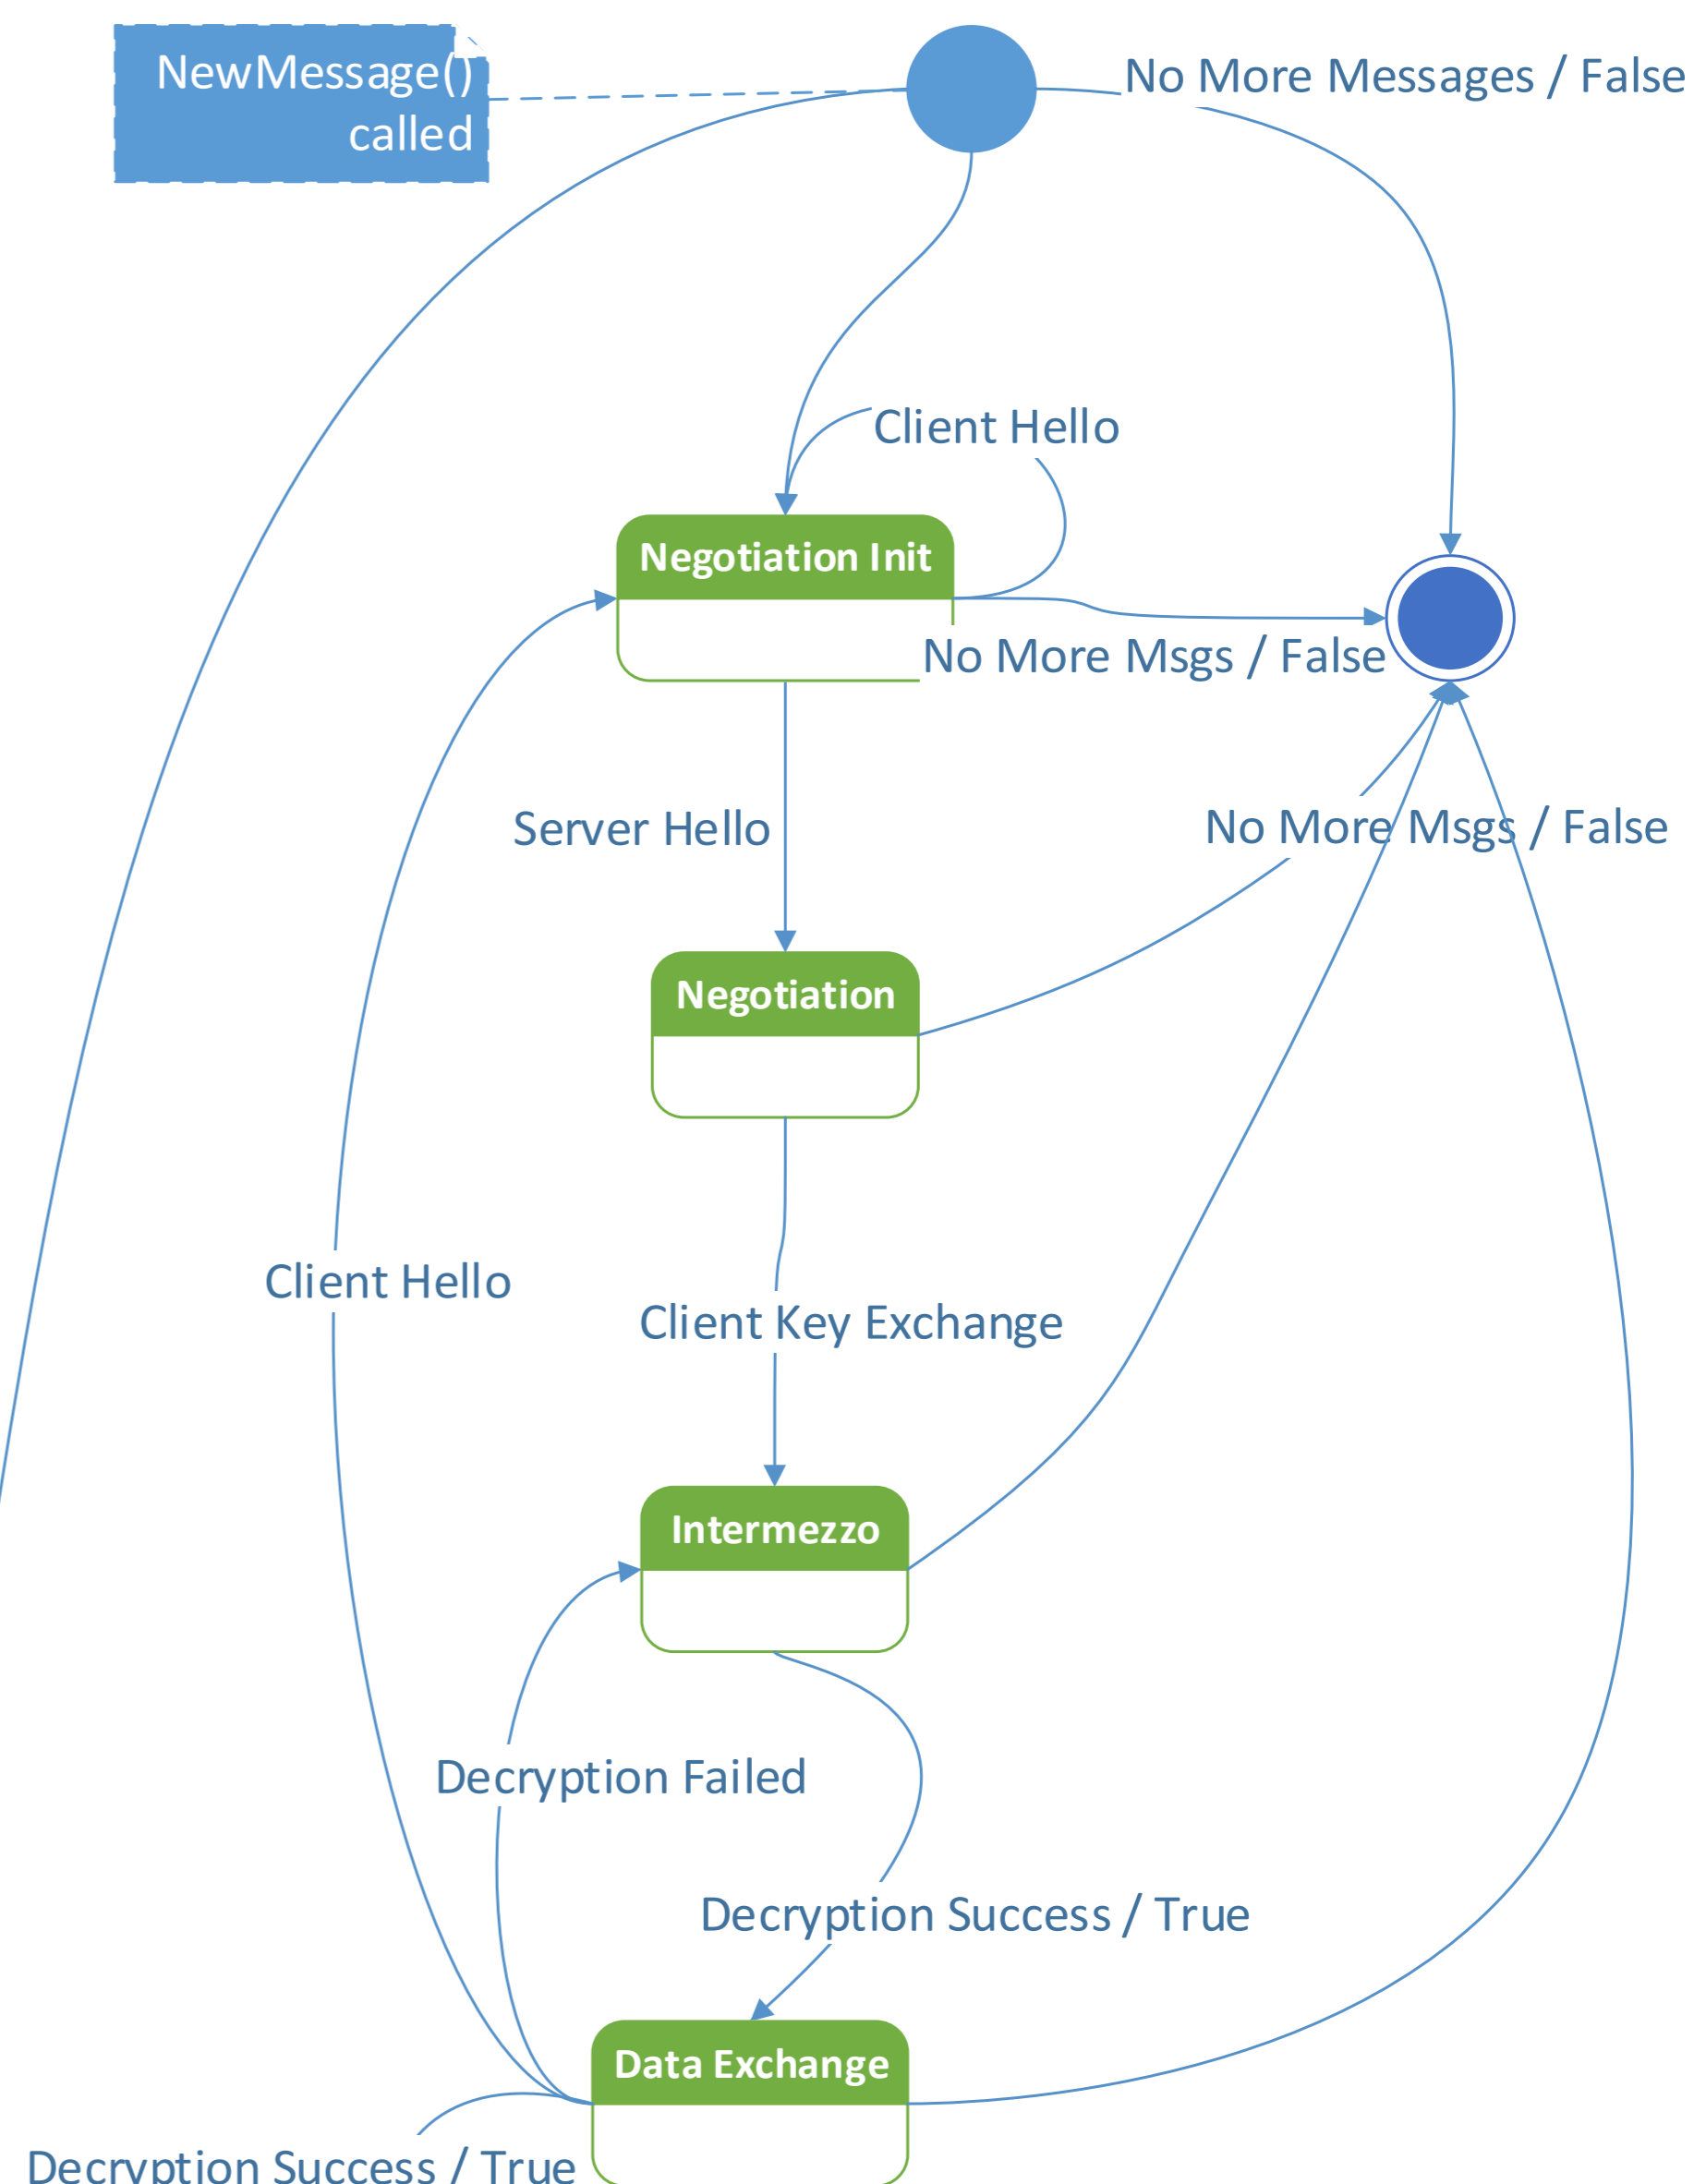 NewMessage()
called
No More Messages / False
Client Hello
Negotiation Init
No More Msgs / False
Server Hello
No More Msgs / False
Negotiation
Client Hello
Client Key Exchange
Intermezzo
Decryption Failed
Decryption Success / True
Data Exchange
Decryption Success / True